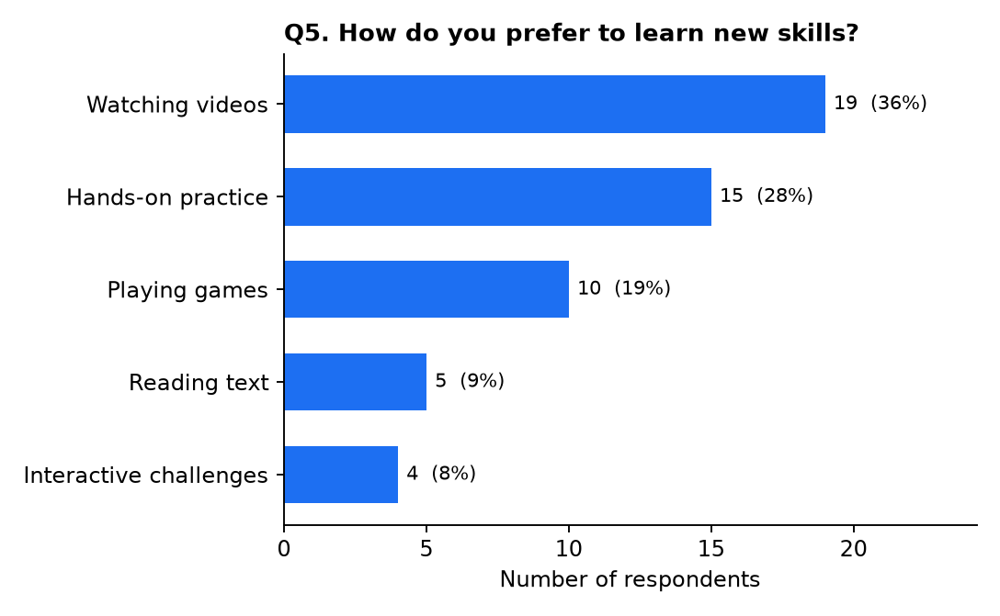 Q5. How do you prefer to learn new skills?
Watching videos 19 (36%)
Hands-on practice 15 (28%)
Playing games 10 (19%)
Reading text 5 (9%)
Interactive challenges 4 (8%)
0 5 10 15 20
Number of respondents